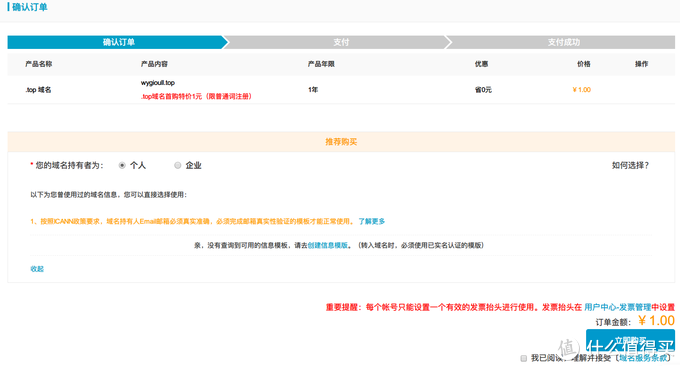 确认订单
确认订单 支付 支付成功
产品名称 产品内容 产品年限 优惠 价格 操作
.top 域名 wygioull.top 1年 省0元 ￥1.00
.top域名首购特价1元（限普通词注册）
推荐购买
* 您的域名持有者为： 个人 企业 如何选择？
以下为您曾使用过的域名信息，您可以直接选择使用：
1、按照ICANN政策要求，域名持有人Email邮箱必须真实准确，必须完成邮箱真实性验证的模板才能正常使用。 了解更多
亲，没有查询到可用的信息模板，请去创建信息模版。（转入域名时，必须使用已实名认证的模版）
收起
重要提醒：每个帐号只能设置一个有效的发票抬头进行使用。发票抬头在 用户中心-发票管理中设置
订单金额： ￥1.00
立即购买
值 什么值得买
我已阅读、理解并接受〔域名服务条款〕